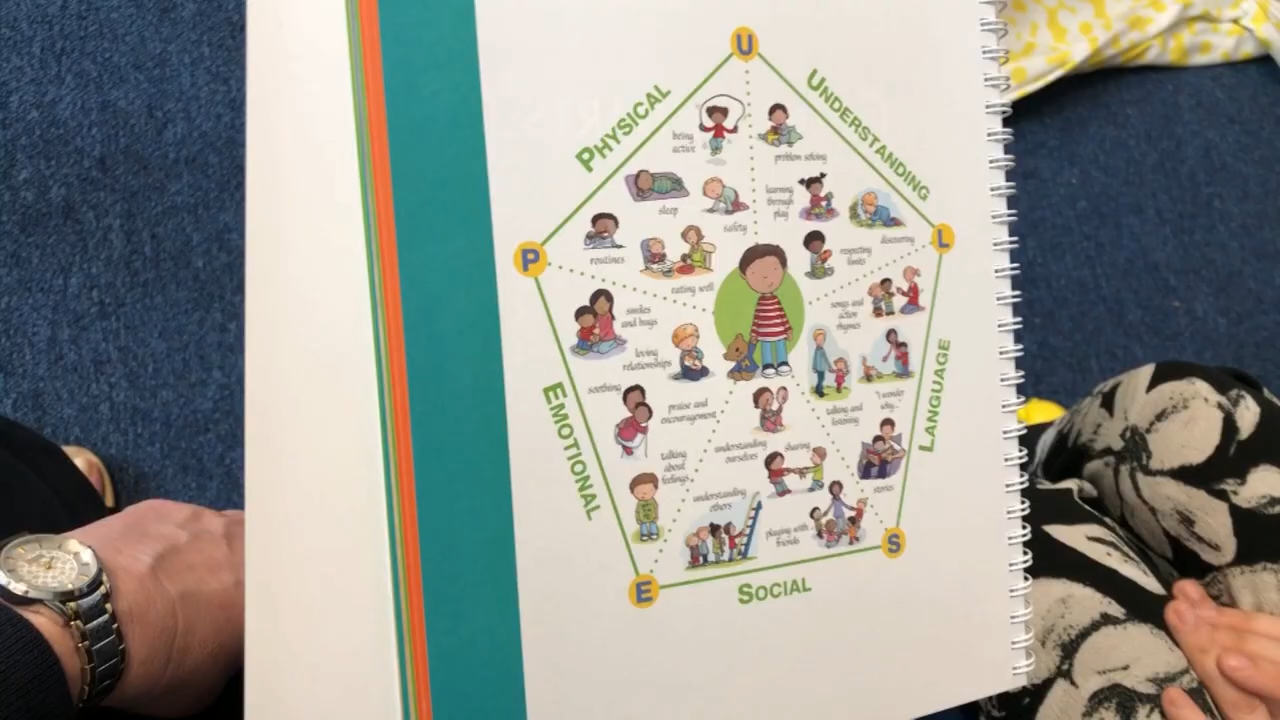 U
PHYSICAL
UNDERSTANDING
being
active
problem solving
sleep
safety
learning
through
play
routines
eating well
discovering
respecting
limits
P
L
smiles
and hugs
loving
relationships
soothing
praise and
encouragement
talking
about
feelings
EMOTIONAL
songs and
action
rhymes
talking and
listening
"I wonder
why..."
stories
LANGUAGE
understanding
ourselves
sharing
understanding
others
playing with
friends
S
E
SOCIAL